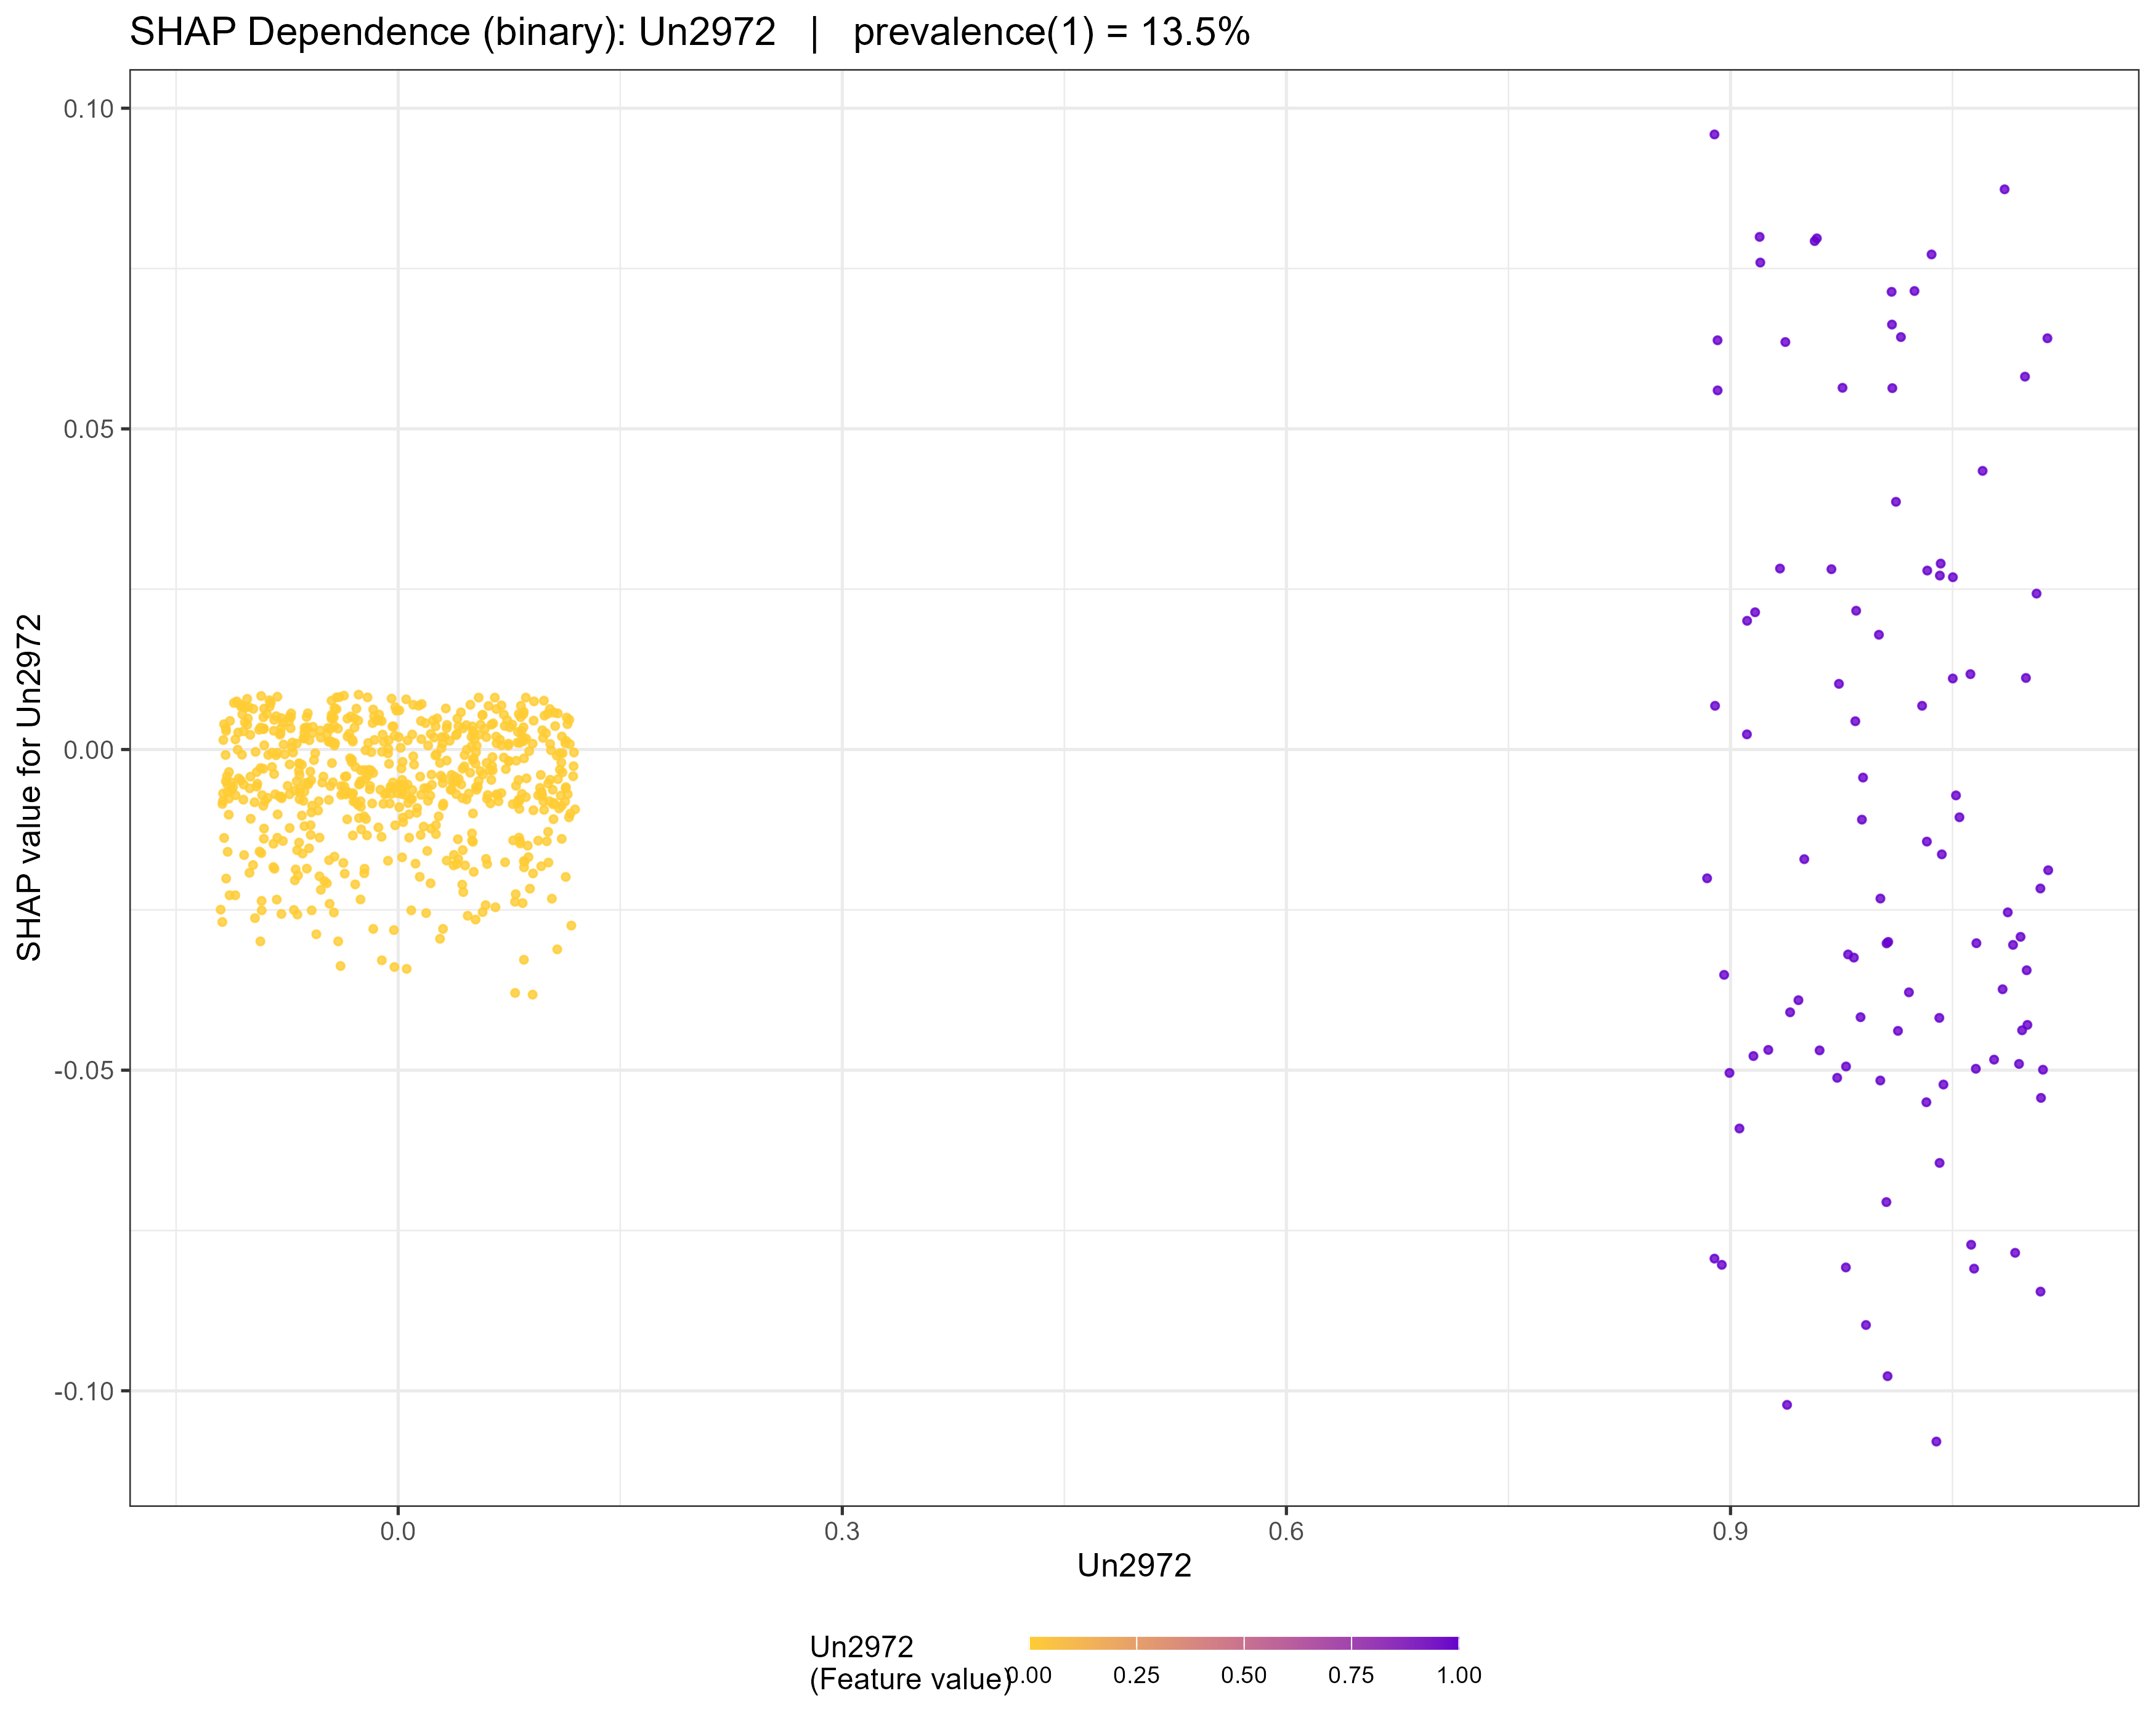 SHAP Dependence (binary): Un2972   |   prevalence(1) = 13.5%
SHAP value for Un2972
0.10
0.05
0.00
-0.05
-0.10
0.0 0.3 0.6 0.9
Un2972
Un2972
(Feature value)
0.00 0.25 0.50 0.75 1.00